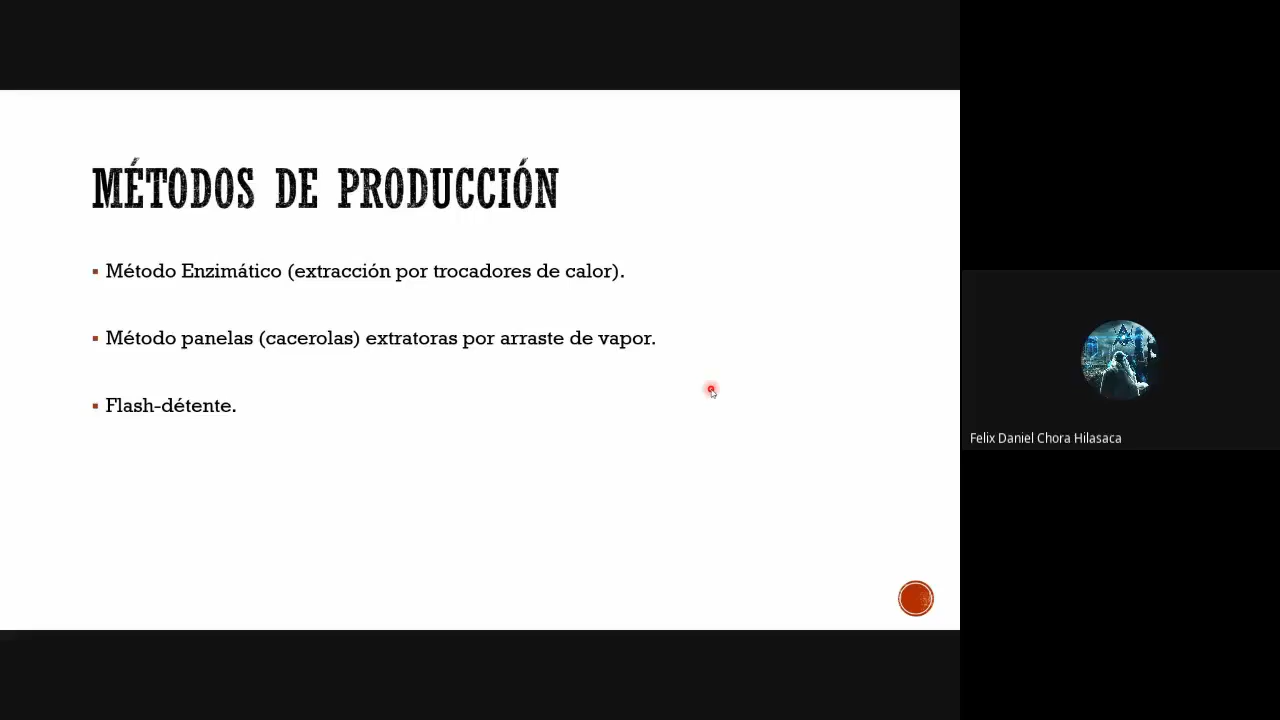 MÉTODOS DE PRODUCCIÓN
Método Enzimático (extracción por trocadores de calor).
Método panelas (cacerolas) extratoras por arraste de vapor.
Flash-détente.
Felix Daniel Chora Hilasaca